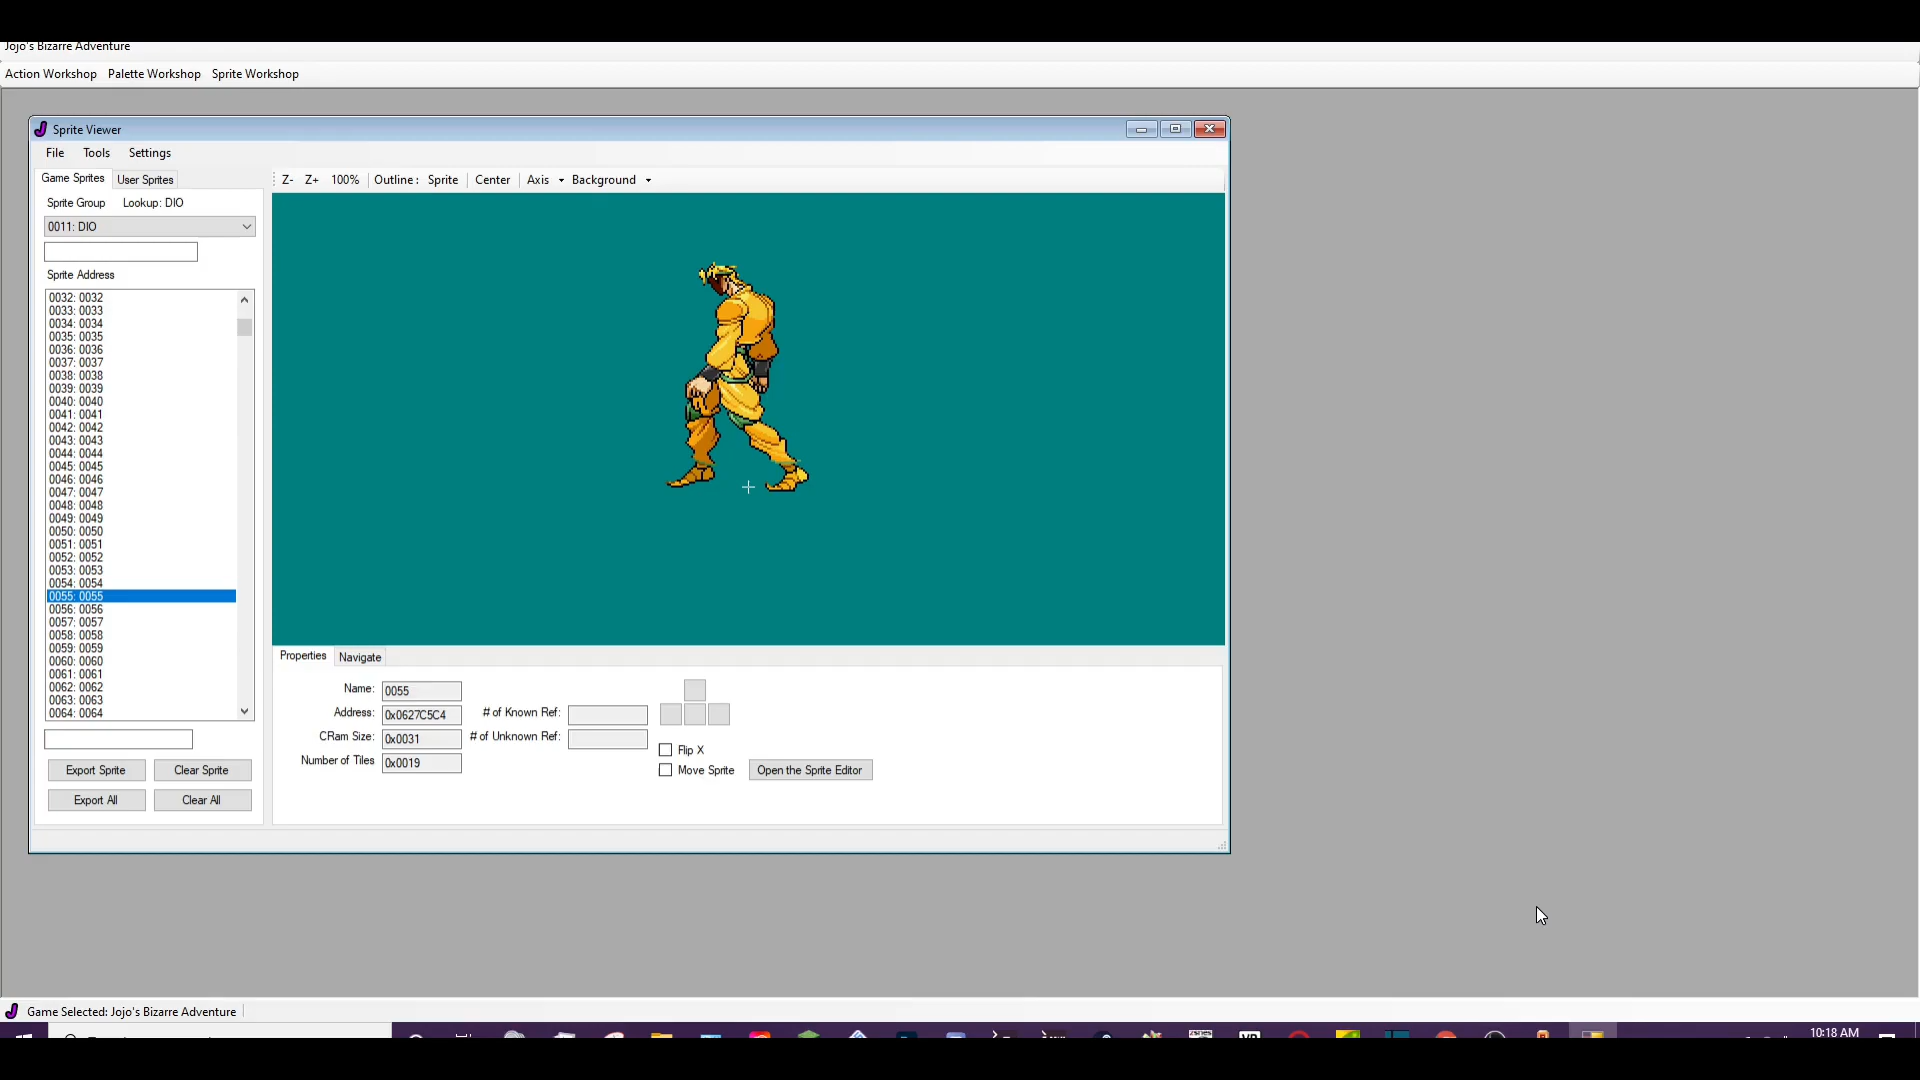 Jojo's Bizarre Adventure
Action Workshop Palette Workshop Sprite Workshop
Sprite Viewer
File Tools Settings
Game Sprites User Sprites
Z- Z+ 100% Outline: Sprite Center Axis Background
Sprite Group Lookup: DIO
0011: DIO
Sprite Address
0032: 0032
0033: 0033
0034: 0034
0035: 0035
0036: 0036
0037: 0037
0038: 0038
0039: 0039
0040: 0040
0041: 0041
0042: 0042
0043: 0043
0044: 0044
0045: 0045
0046: 0046
0047: 0047
0048: 0048
0049: 0049
0050: 0050
0051: 0051
0052: 0052
0053: 0053
0054: 0054
0055: 0055
0056: 0056
0057: 0057
0058: 0058
0059: 0059
0060: 0060
0061: 0061
0062: 0062
0063: 0063
0064: 0064
Export Sprite Clear Sprite
Export All Clear All
Properties Navigate
Name: 0055
Address: 0x0627C5C4 # of Known Ref:
CRam Size: 0x0031 # of Unknown Ref:
Number of Tiles 0x0019
Flip X
Move Sprite Open the Sprite Editor
Game Selected: Jojo's Bizarre Adventure
10:18 AM